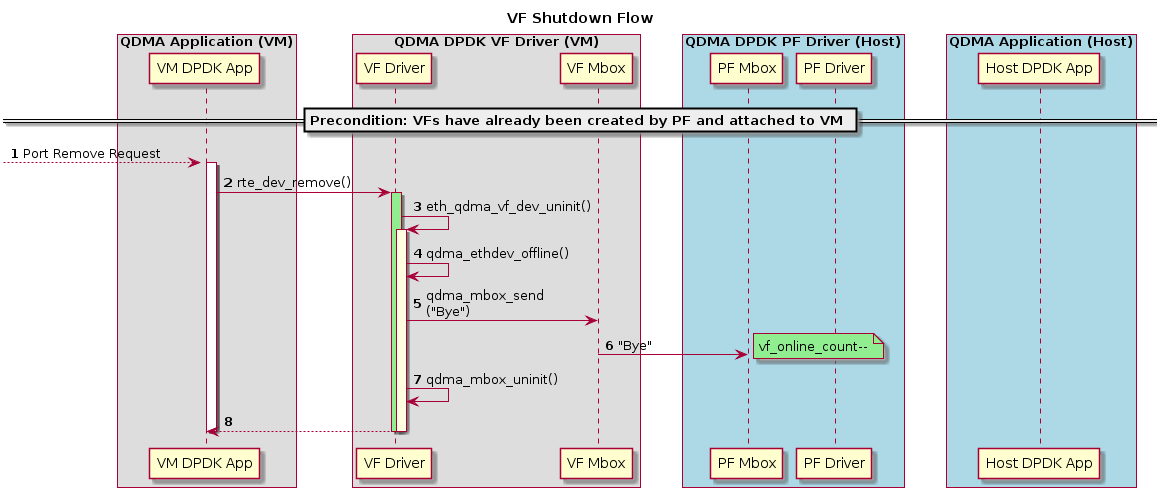 VF Shutdown Flow
QDMA Application (VM)
QDMA DPDK VF Driver (VM)
QDMA DPDK PF Driver (Host)
QDMA Application (Host)
VM DPDK App
VF Driver
VF Mbox
PF Mbox
PF Driver
Host DPDK App
Precondition: VFs have already been created by PF and attached to VM
1 Port Remove Request
2 rte_dev_remove()
3 eth_qdma_vf_dev_uninit()
4 qdma_ethdev_offline()
5 qdma_mbox_send
("Bye")
6 "Bye"
vf_online_count--
7 qdma_mbox_uninit()
8
VM DPDK App
VF Driver
VF Mbox
PF Mbox
PF Driver
Host DPDK App